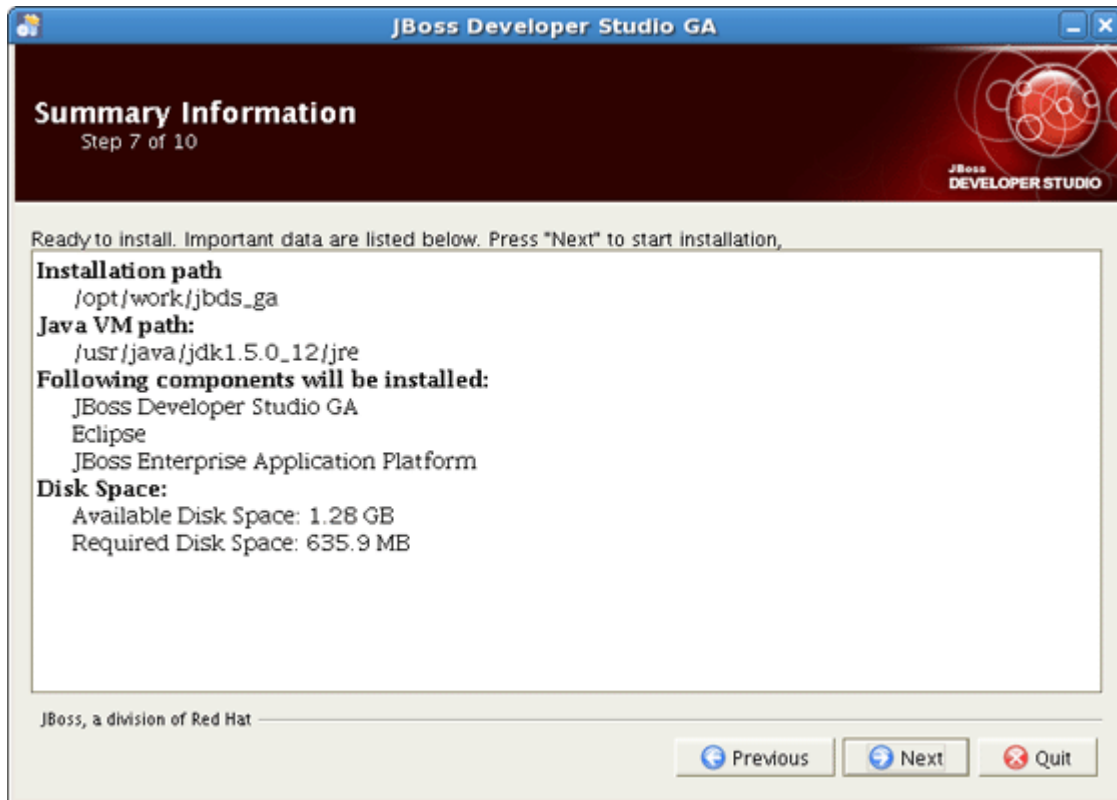 JBoss Developer Studio GA
Summary Information
Step 7 of 10
JBoss
DEVELOPER STUDIO
Ready to install. Important data are listed below. Press "Next" to start installation,
Installation path
/opt/work/jbds_ga
Java VM path:
/usr/java/jdk1.5.0_12/jre
Following components will be installed:
JBoss Developer Studio GA
Eclipse
JBoss Enterprise Application Platform
Disk Space:
Available Disk Space: 1.28 GB
Required Disk Space: 635.9 MB
JBoss, a division of Red Hat
Previous Next Quit